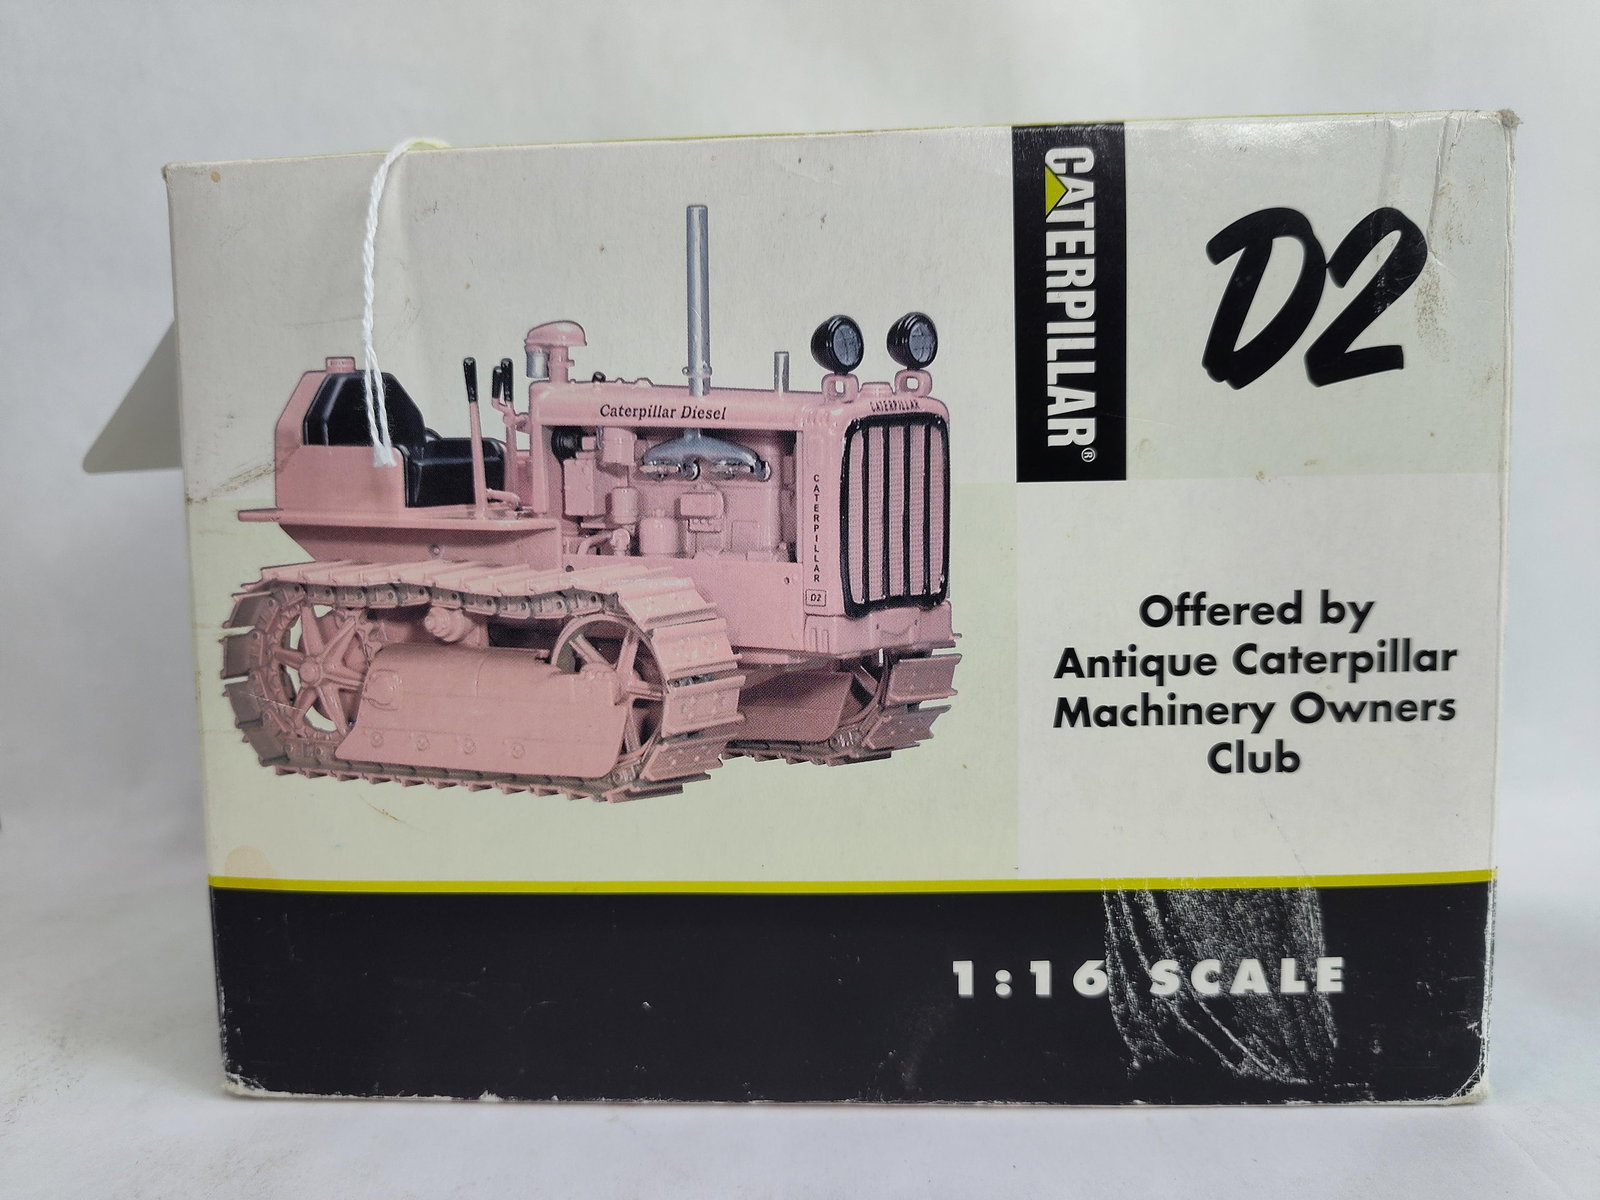 CATERPILLAR®
D2
Caterpillar Diesel
CATERPILLAR
CATERPILLAR
D2
Offered by
Antique Caterpillar
Machinery Owners
Club
1:16 SCALE